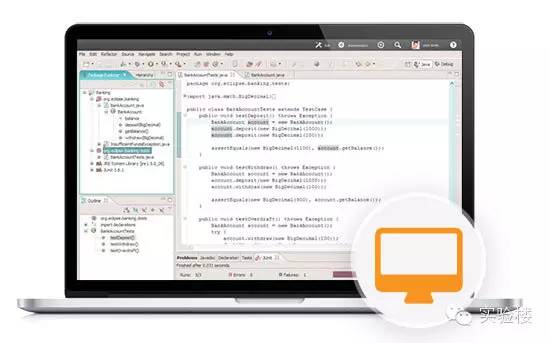 File Edit Refactor Source Navigate Search Project Run Window Help
Java Debug
Package Explorer Hierarchy
BankAccountTests.java
Banking
org.eclipse.banking
BankAccount.java
BankAccount
balance
deposit(BigDecimal)
getBalance()
withdraw(BigDecimal)
InsufficientFundsException.java
org.eclipse.banking.tests
BankAccountTests.java
JRE System Library
JUnit 3.8.1
package org.eclipse.banking.tests;
import java.math.BigDecimal;
public class BankAccountTests extends TestCase {
public void testDeposit() throws Exception {
BankAccount account = new BankAccount();
account.deposit(new BigDecimal(1000));
account.deposit(new BigDecimal(100));
assertEquals(new BigDecimal(1100), account.getBalance());
}
public void testWithdraw() throws Exception {
BankAccount account = new BankAccount();
account.deposit(new BigDecimal(1000));
account.withdraw(new BigDecimal(100));
assertEquals(new BigDecimal(900), account.getBalance());
}
public void testOverdraft() throws Exception {
BankAccount account = new BankAccount();
try {
account.withdraw(new BigDecimal(100));
Outline
org.eclipse.banking.tests
import declarations
BankAccountTests
testDeposit()
testWithdraw()
testOverdraft()
Problems Javadoc Declaration Tasks JUnit
Finished after 0.031 seconds
Runs: 3/3 Errors: 0 Failures: 1
实验楼